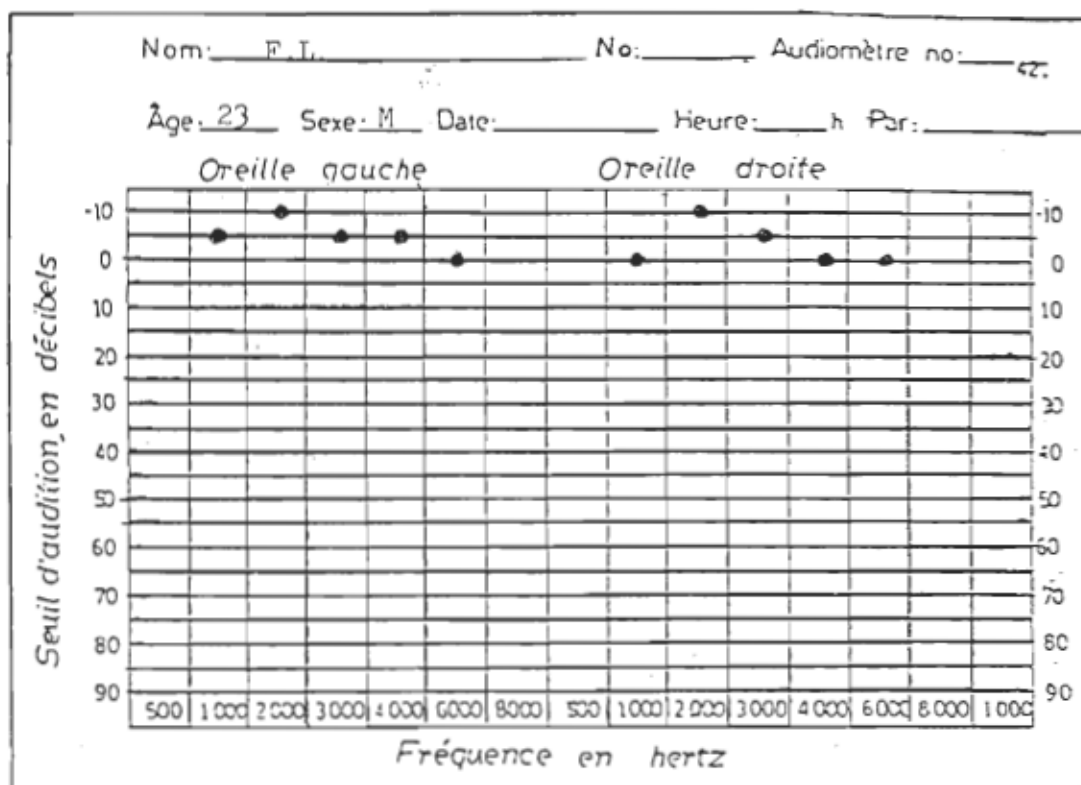 Nom: F.L. No: Audiomètre no:
Âge: 23 Sexe: M Date: Heure: h Par:
Oreille gauche Oreille droite
-10 -10
0 0
10 10
20 20
30 30
40 40
50 50
60 60
70 70
80 80
90 90
500 1000 2000 3000 4000 6000 8000 500 1000 2000 3000 4000 6000 8000 1000
Seuil d'audition, en décibels
Fréquence en hertz